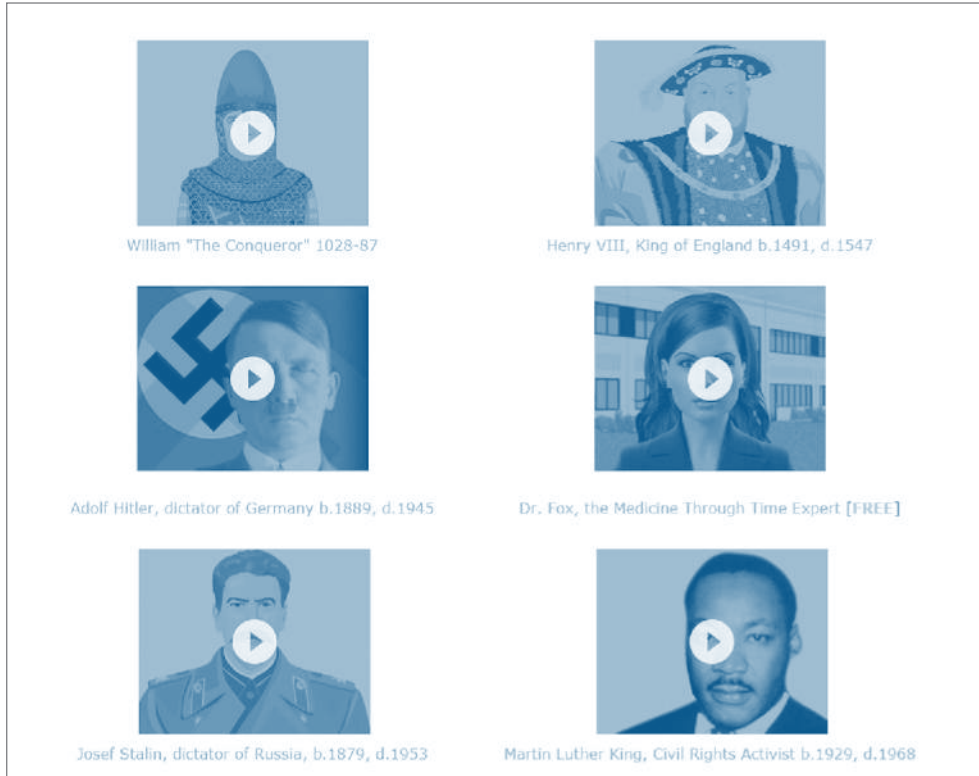 William "The Conqueror" 1028-87
Henry VIII, King of England b.1491, d.1547
Adolf Hitler, dictator of Germany b.1889, d.1945
Dr. Fox, the Medicine Through Time Expert [FREE]
Josef Stalin, dictator of Russia, b.1879, d.1953
Martin Luther King, Civil Rights Activist b.1929, d.1968